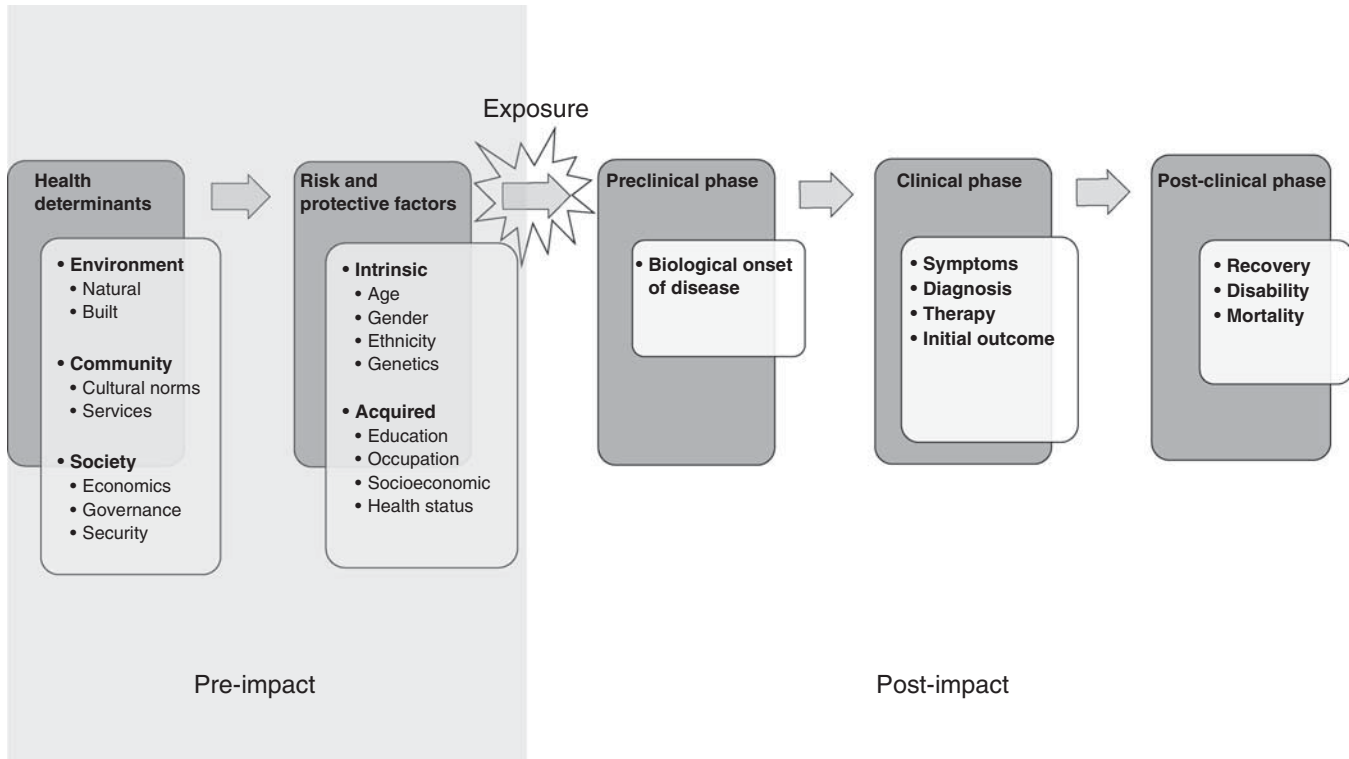 Exposure
Health
determinants
• Environment
• Natural
• Built
• Community
• Cultural norms
• Services
• Society
• Economics
• Governance
• Security
Risk and
protective factors
• Intrinsic
• Age
• Gender
• Ethnicity
• Genetics
• Acquired
• Education
• Occupation
• Socioeconomic
• Health status
Preclinical phase
• Biological onset
of disease
Clinical phase
• Symptoms
• Diagnosis
• Therapy
• Initial outcome
Post-clinical phase
• Recovery
• Disability
• Mortality
Pre-impact
Post-impact